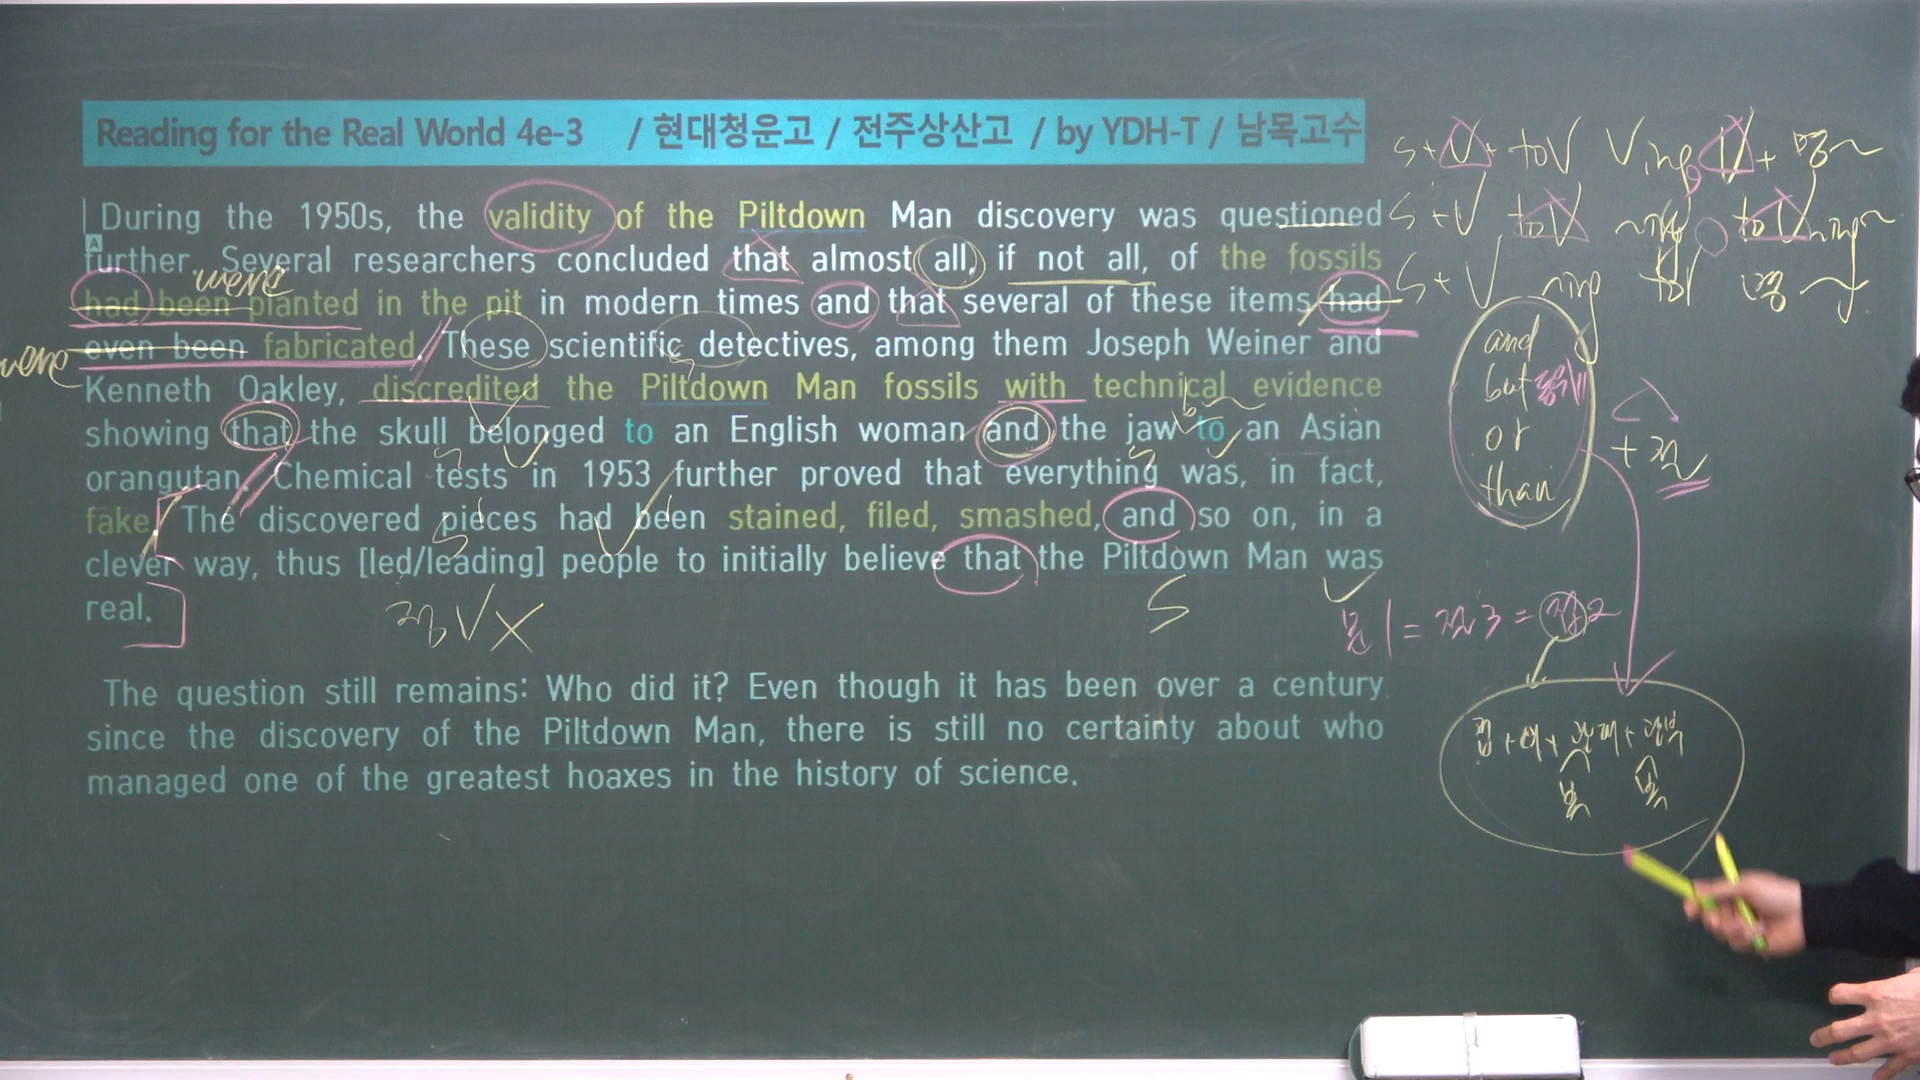 Reading for the Real World 4e-3 / 현대청운고 / 전주상산고 / by YDH-T / 남목고수
During the 1950s, the validity of the Piltdown Man discovery was questioned
A
further. Several researchers concluded that almost all, if not all, of the fossils
were
had been planted in the pit in modern times and that several of these items had
were
even been fabricated. These scientific detectives, among them Joseph Weiner and
Kenneth Oakley, discredited the Piltdown Man fossils with technical evidence
showing that the skull belonged to an English woman and the jaw to an Asian
orangutan. Chemical tests in 1953 further proved that everything was, in fact,
fake. The discovered pieces had been stained, filed, smashed, and so on, in a
clever way, thus [led/leading] people to initially believe that the Piltdown Man was
real.
V X
S
The question still remains: Who did it? Even though it has been over a century
since the discovery of the Piltdown Man, there is still no certainty about who
managed one of the greatest hoaxes in the history of science.
S + V + toV Ving V +
S + V toV toV
S + V
and
but
or
than
+